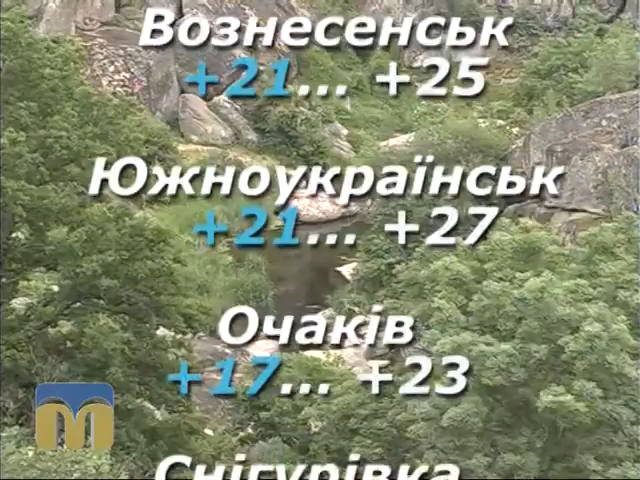 Вознесенськ
+21... +25
Южноукраїнськ
+21... +27
Очаків
+17... +23
Снігурівка